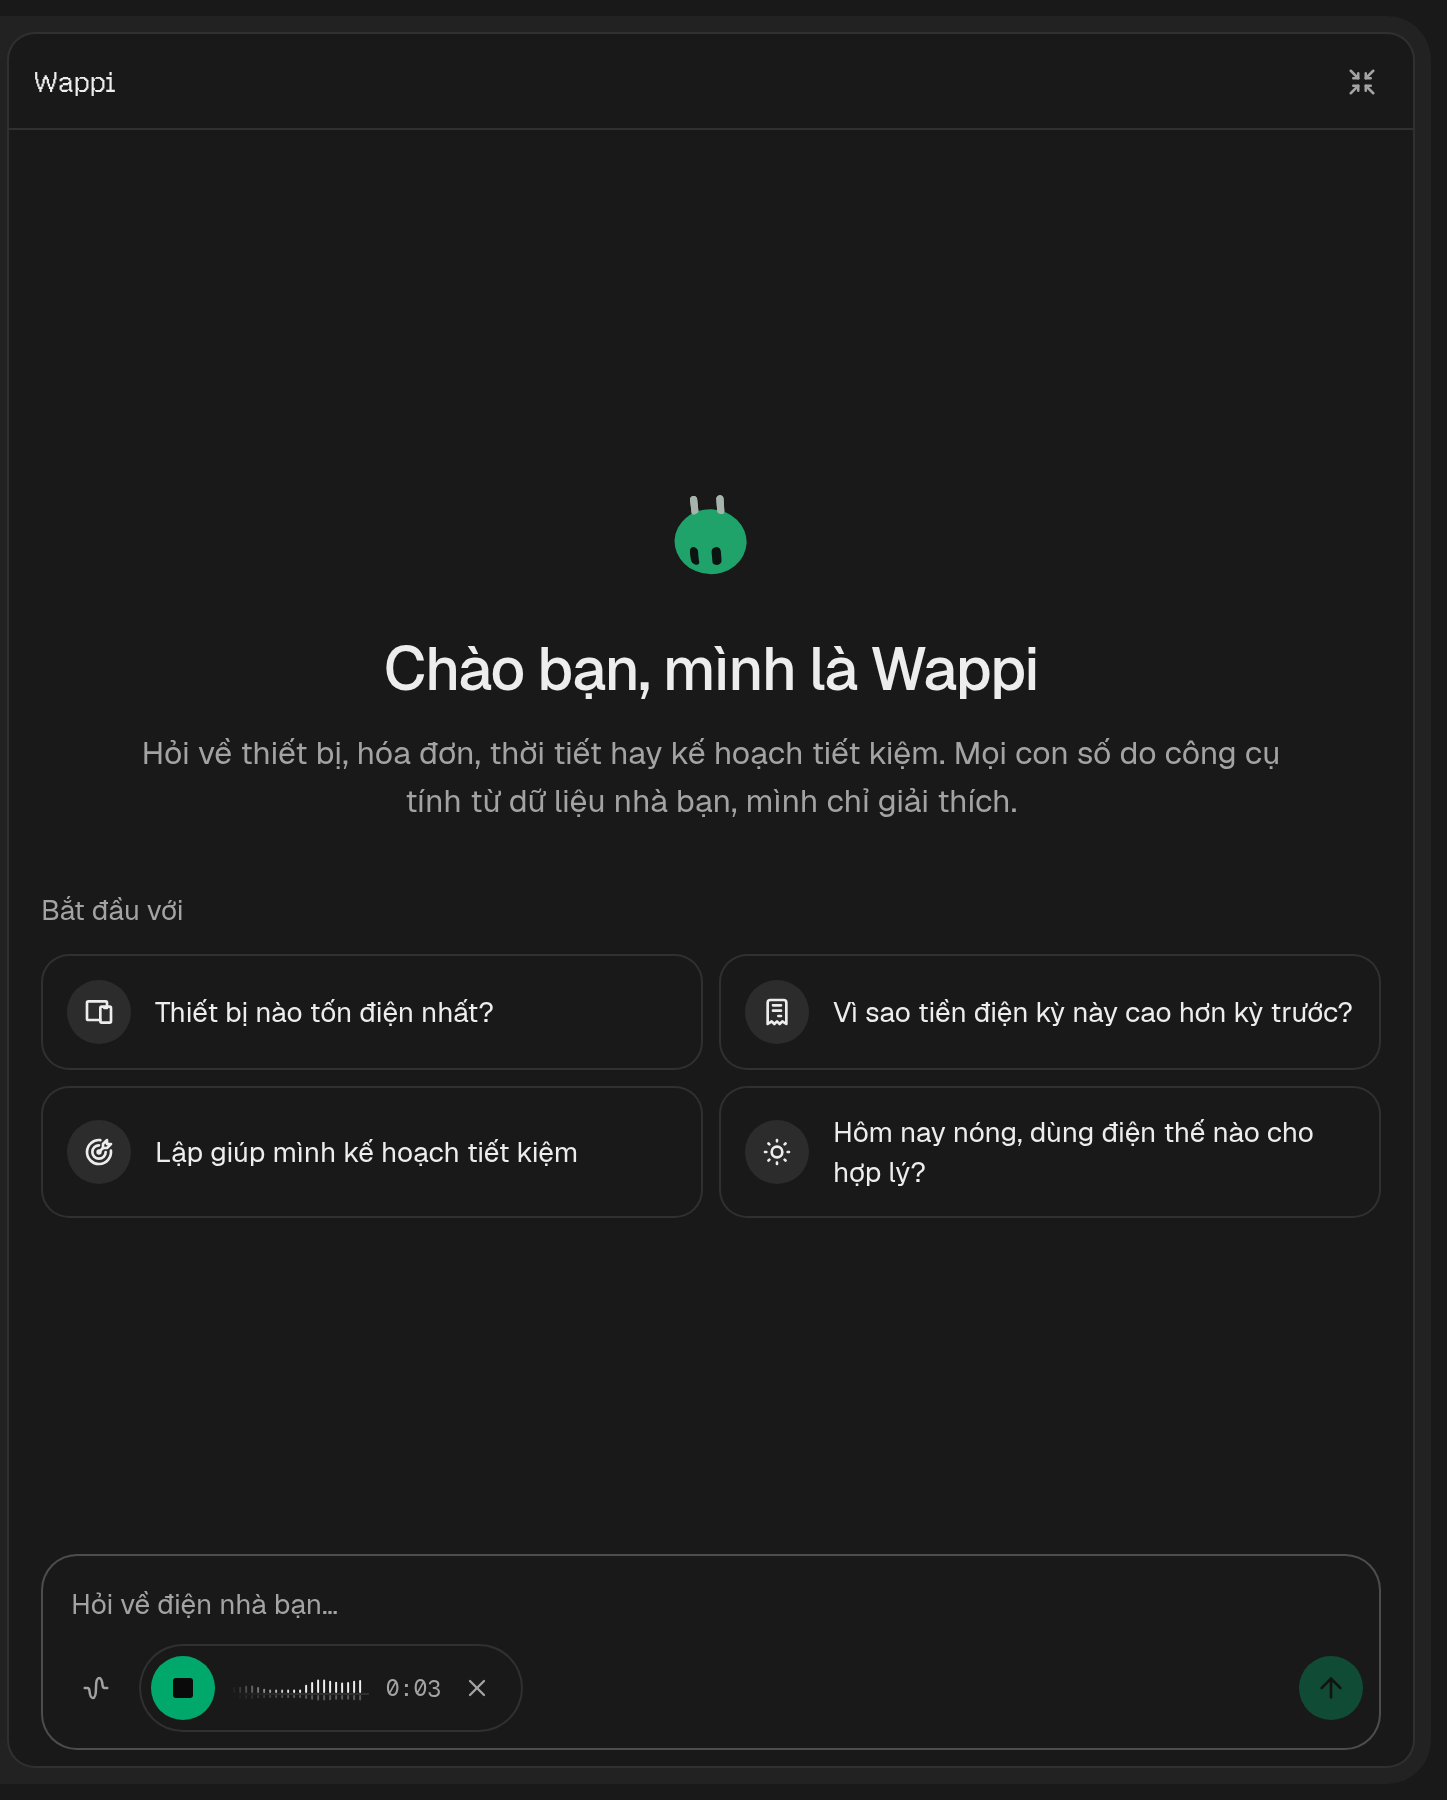 Wappi
Chào bạn, mình là Wappi
Hỏi về thiết bị, hóa đơn, thời tiết hay kế hoạch tiết kiệm. Mọi con số do công cụ
tính từ dữ liệu nhà bạn, mình chỉ giải thích.
Bắt đầu với
Thiết bị nào tốn điện nhất?
Vì sao tiền điện kỳ này cao hơn kỳ trước?
Lập giúp mình kế hoạch tiết kiệm
Hôm nay nóng, dùng điện thế nào cho
hợp lý?
Hỏi về điện nhà bạn...
0:03